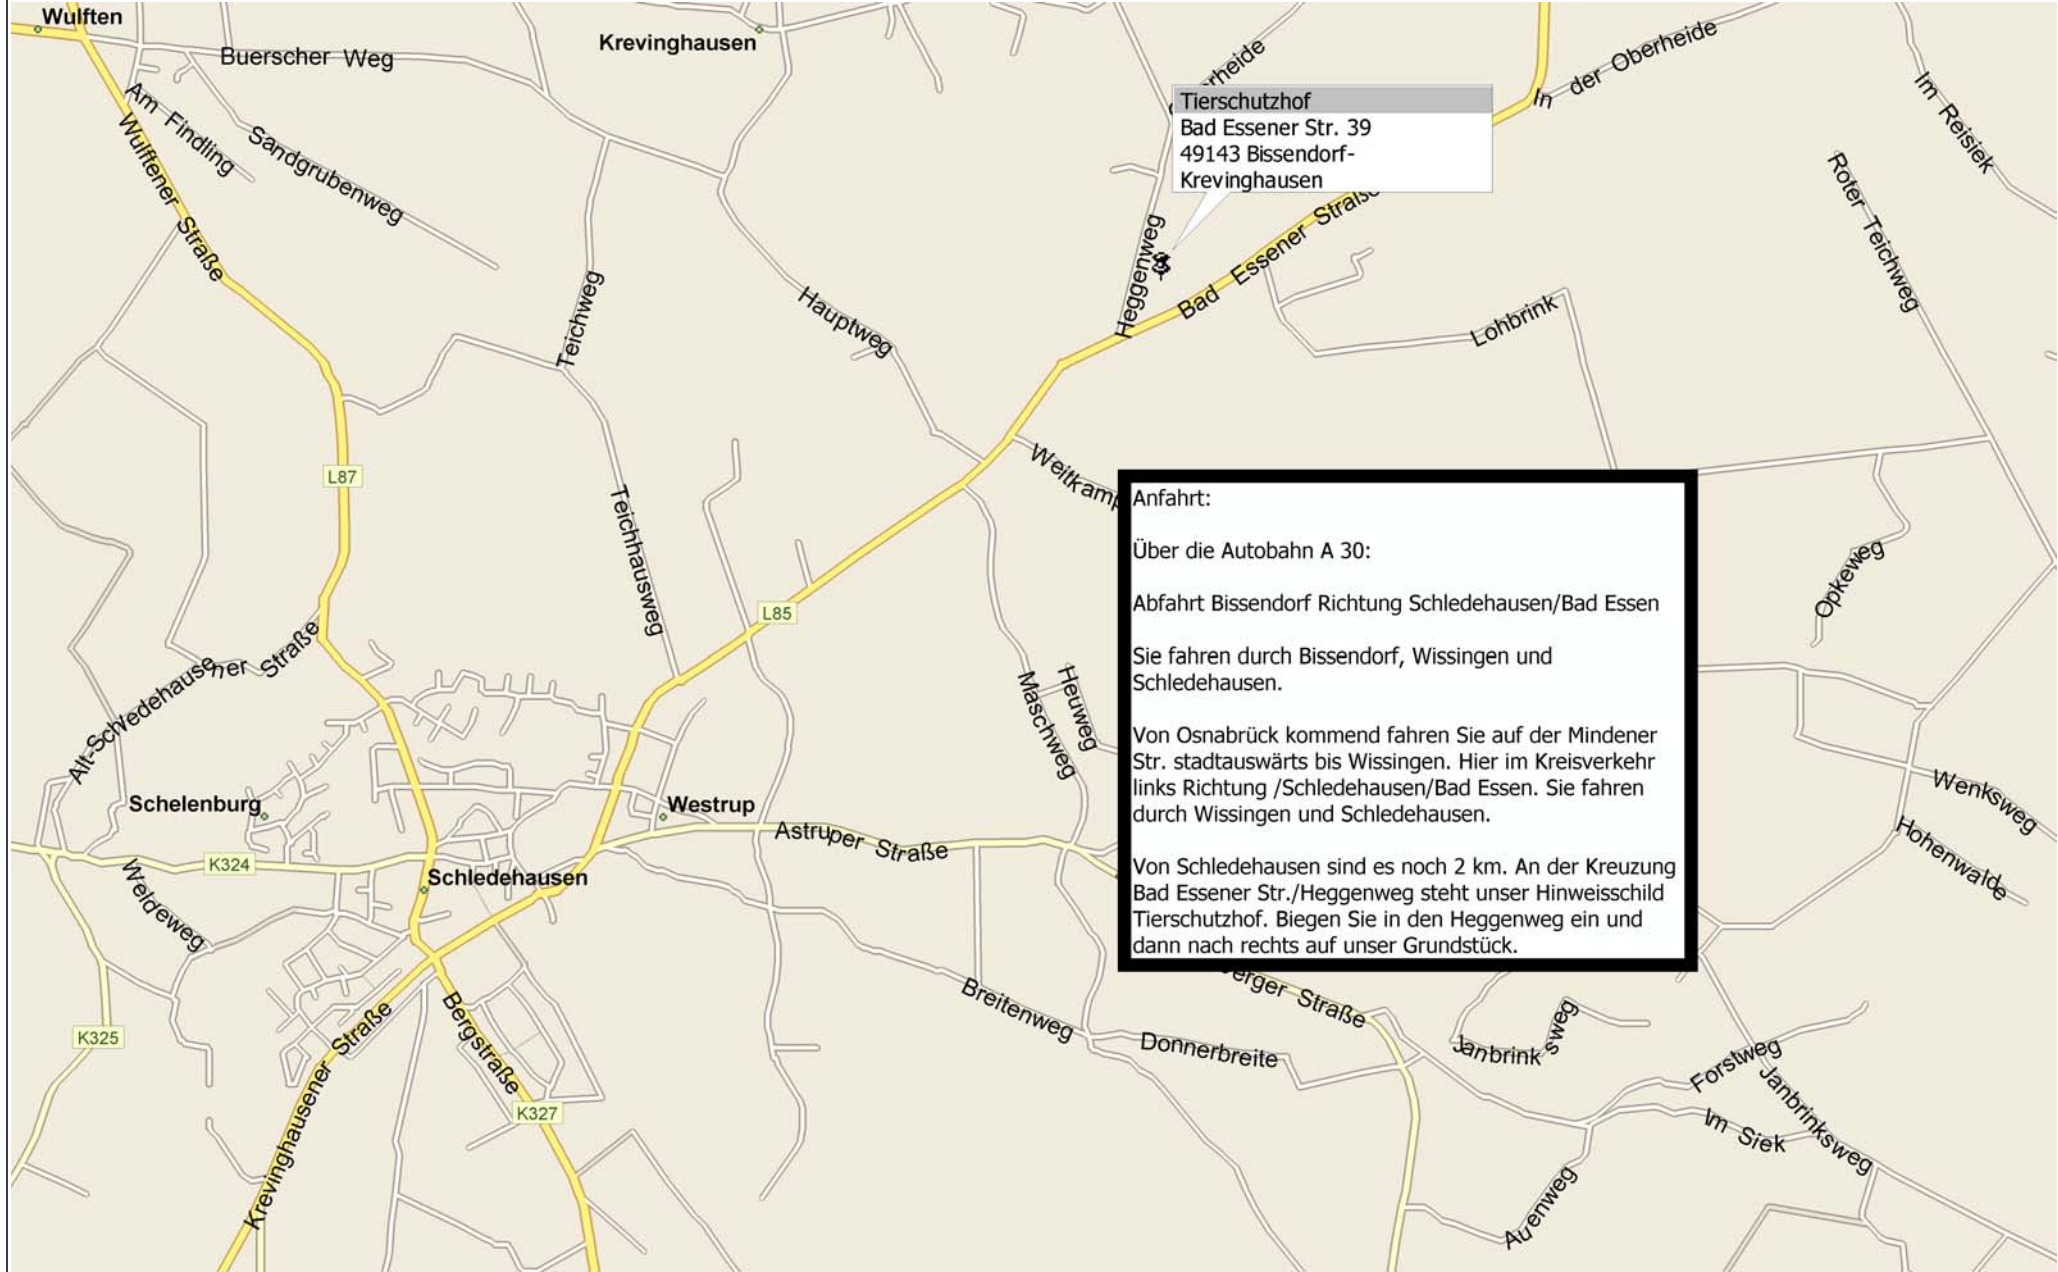 Wulften
Krevinghausen
Buerscher Weg
Am Findling
Sandgrubenweg
Wulftener Straße
Teichweg
Hauptweg
Heggenweg
Tierschutzhof
Bad Essener Str. 39
49143 Bissendorf-
Krevinghausen
Bad Essener Straße
In der Oberheide
Im Reisiek
Roter Teichweg
Lohbrink
Weitkamp
L87
Teichhausweg
L85
Alt-Schledehausener Straße
Maschweg
Heuweg
Opkeweg
Anfahrt:
Über die Autobahn A 30:
Abfahrt Bissendorf Richtung Schledehausen/Bad Essen
Sie fahren durch Bissendorf, Wissingen und
Schledehausen.
Von Osnabrück kommend fahren Sie auf der Mindener
Str. stadtauswärts bis Wissingen. Hier im Kreisverkehr
links Richtung /Schledehausen/Bad Essen. Sie fahren
durch Wissingen und Schledehausen.
Von Schledehausen sind es noch 2 km. An der Kreuzung
Bad Essener Str./Heggenweg steht unser Hinweisschild
Tierschutzhof. Biegen Sie in den Heggenweg ein und
dann nach rechts auf unser Grundstück.
Schelenburg
Westrup
Astruper Straße
Wenksweg
Hohenwalde
K324
Schledehausen
Weldeweg
K325
Krevinghausener Straße
Bergstraße
K327
Breitenweg
Donnerbreite
erger Straße
Janbrinksweg
Forstweg
Janbrinksweg
Im Siek
Auenweg